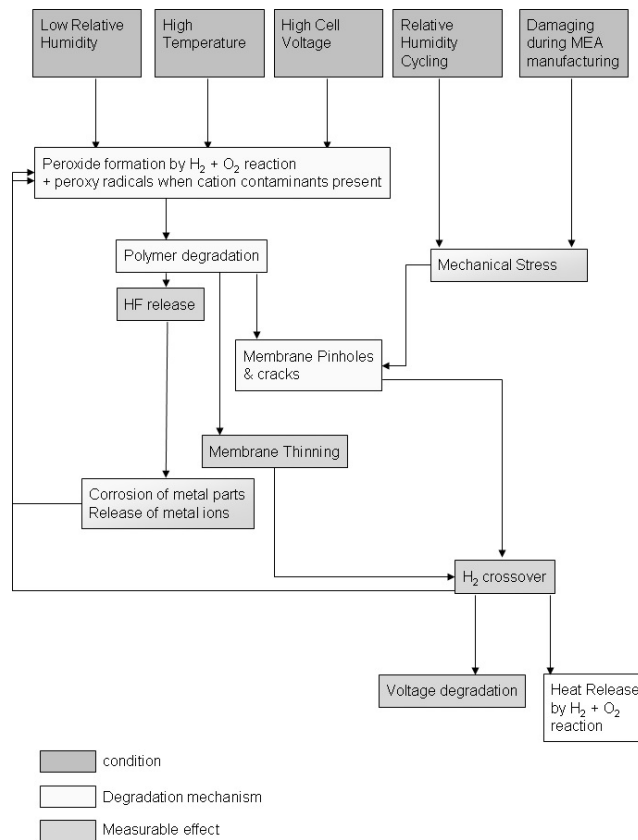 Low Relative
Humidity
High
Temperature
High Cell
Voltage
Relative
Humidity
Cycling
Damaging
during MEA
manufacturing
Peroxide formation by H₂ + O₂ reaction
+ peroxy radicals when cation contaminants present
Polymer degradation
Mechanical Stress
HF release
Membrane Pinholes
& cracks
Membrane Thinning
Corrosion of metal parts
Release of metal ions
H₂ crossover
Voltage degradation
Heat Release
by H₂ + O₂
reaction
condition
Degradation mechanism
Measurable effect